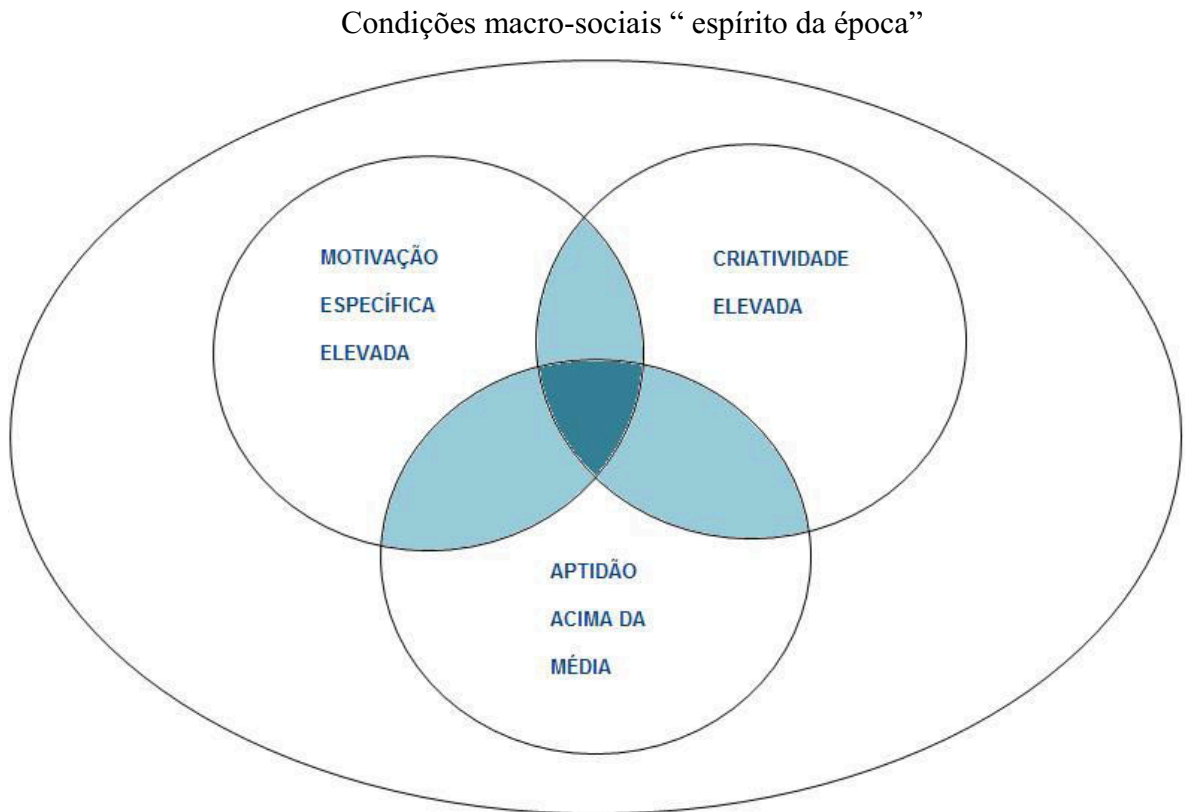 Condições macro-sociais “ espírito da época”
MOTIVAÇÃO
ESPECÍFICA
ELEVADA
CRIATIVIDADE
ELEVADA
APTIDÃO
ACIMA DA
MÉDIA